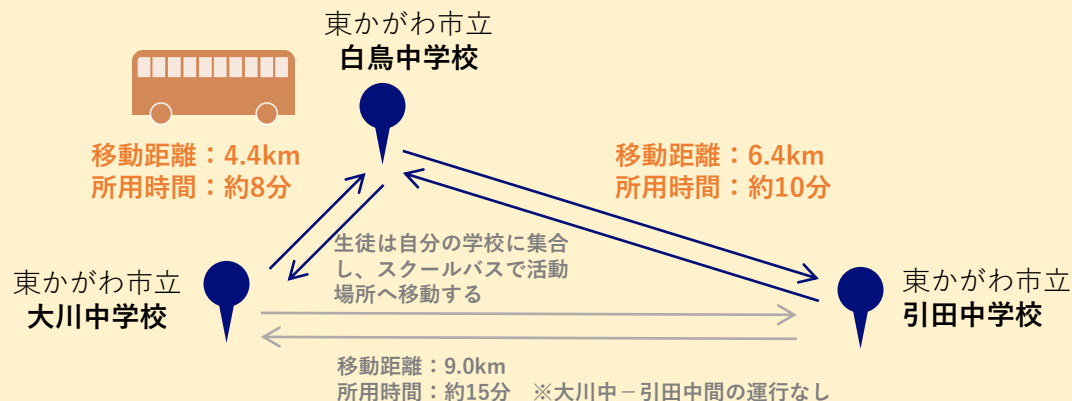 東かがわ市立
白鳥中学校
移動距離：4.4km
所用時間：約8分
移動距離：6.4km
所用時間：約10分
生徒は自分の学校に集合
し、スクールバスで活動
場所へ移動する
東かがわ市立
大川中学校
東かがわ市立
引田中学校
移動距離：9.0km
所用時間：約15分　※大川中－引田中間の運行なし